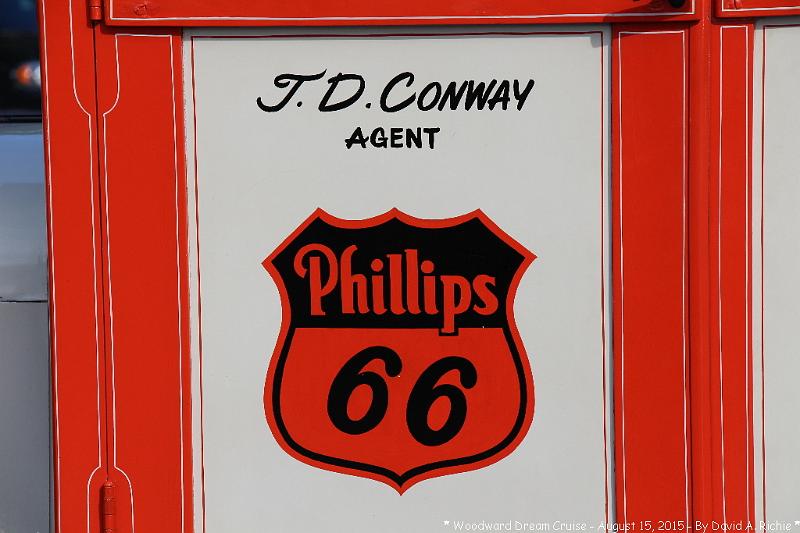 J. D. CONWAY
AGENT
Phillips
66
* Woodward Dream Cruise - August 15, 2015 - By David A. Richie *